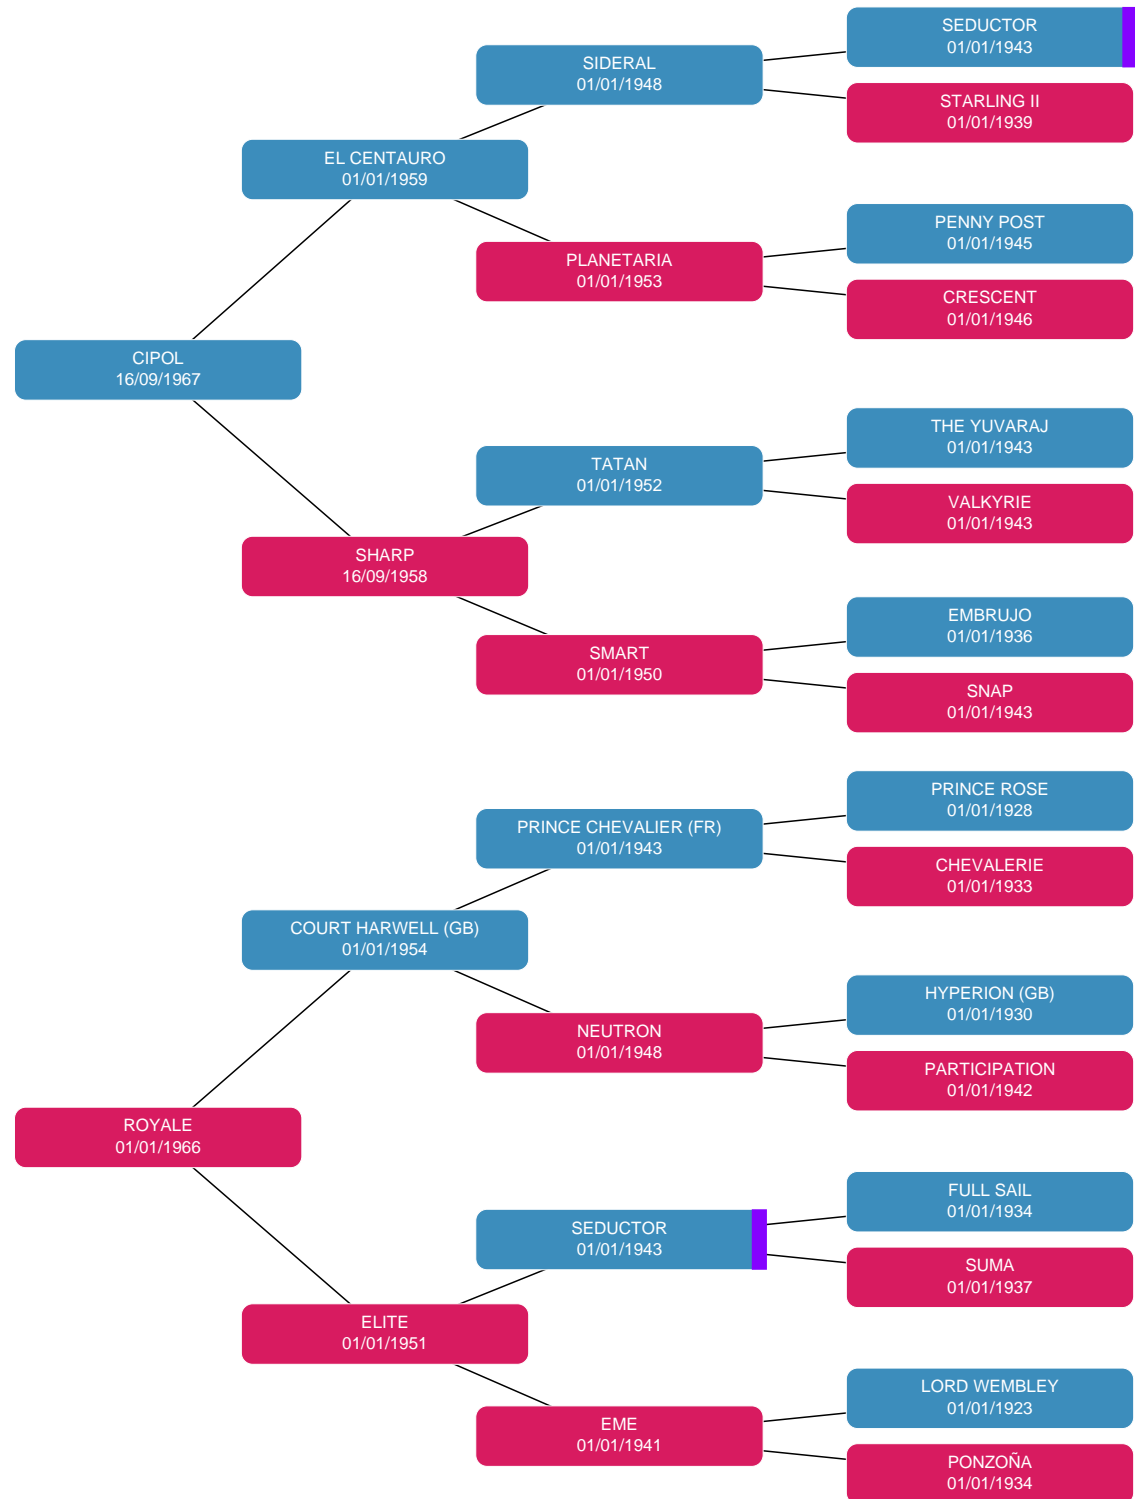 SEDUCTOR
01/01/1943
SIDERAL
01/01/1948
STARLING II
01/01/1939
EL CENTAURO
01/01/1959
PENNY POST
01/01/1945
PLANETARIA
01/01/1953
CRESCENT
01/01/1946
CIPOL
16/09/1967
THE YUVARAJ
01/01/1943
TATAN
01/01/1952
VALKYRIE
01/01/1943
SHARP
16/09/1958
EMBRUJO
01/01/1936
SMART
01/01/1950
SNAP
01/01/1943
PRINCE ROSE
01/01/1928
PRINCE CHEVALIER (FR)
01/01/1943
CHEVALERIE
01/01/1933
COURT HARWELL (GB)
01/01/1954
HYPERION (GB)
01/01/1930
NEUTRON
01/01/1948
PARTICIPATION
01/01/1942
ROYALE
01/01/1966
FULL SAIL
01/01/1934
SEDUCTOR
01/01/1943
SUMA
01/01/1937
ELITE
01/01/1951
LORD WEMBLEY
01/01/1923
EME
01/01/1941
PONZOÑA
01/01/1934